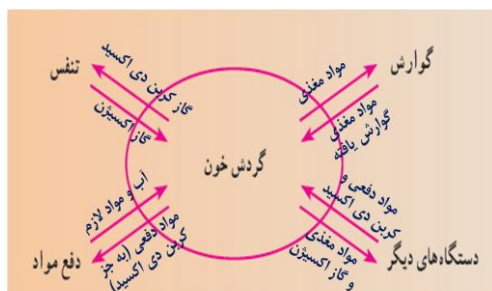 گوارش
مواد مغذی
مواد مغذی
گوارش یافته
تنفس
گاز کربن دی اکسید
گاز اکسیژن
گردش خون
مواد دفعی و
کربن دی اکسید
مواد مغذی
و گاز اکسیژن
دستگاه‌های دیگر
اب و مواد لازم
مواد دفعی (به جز
کربن دی اکسید)
دفع مواد